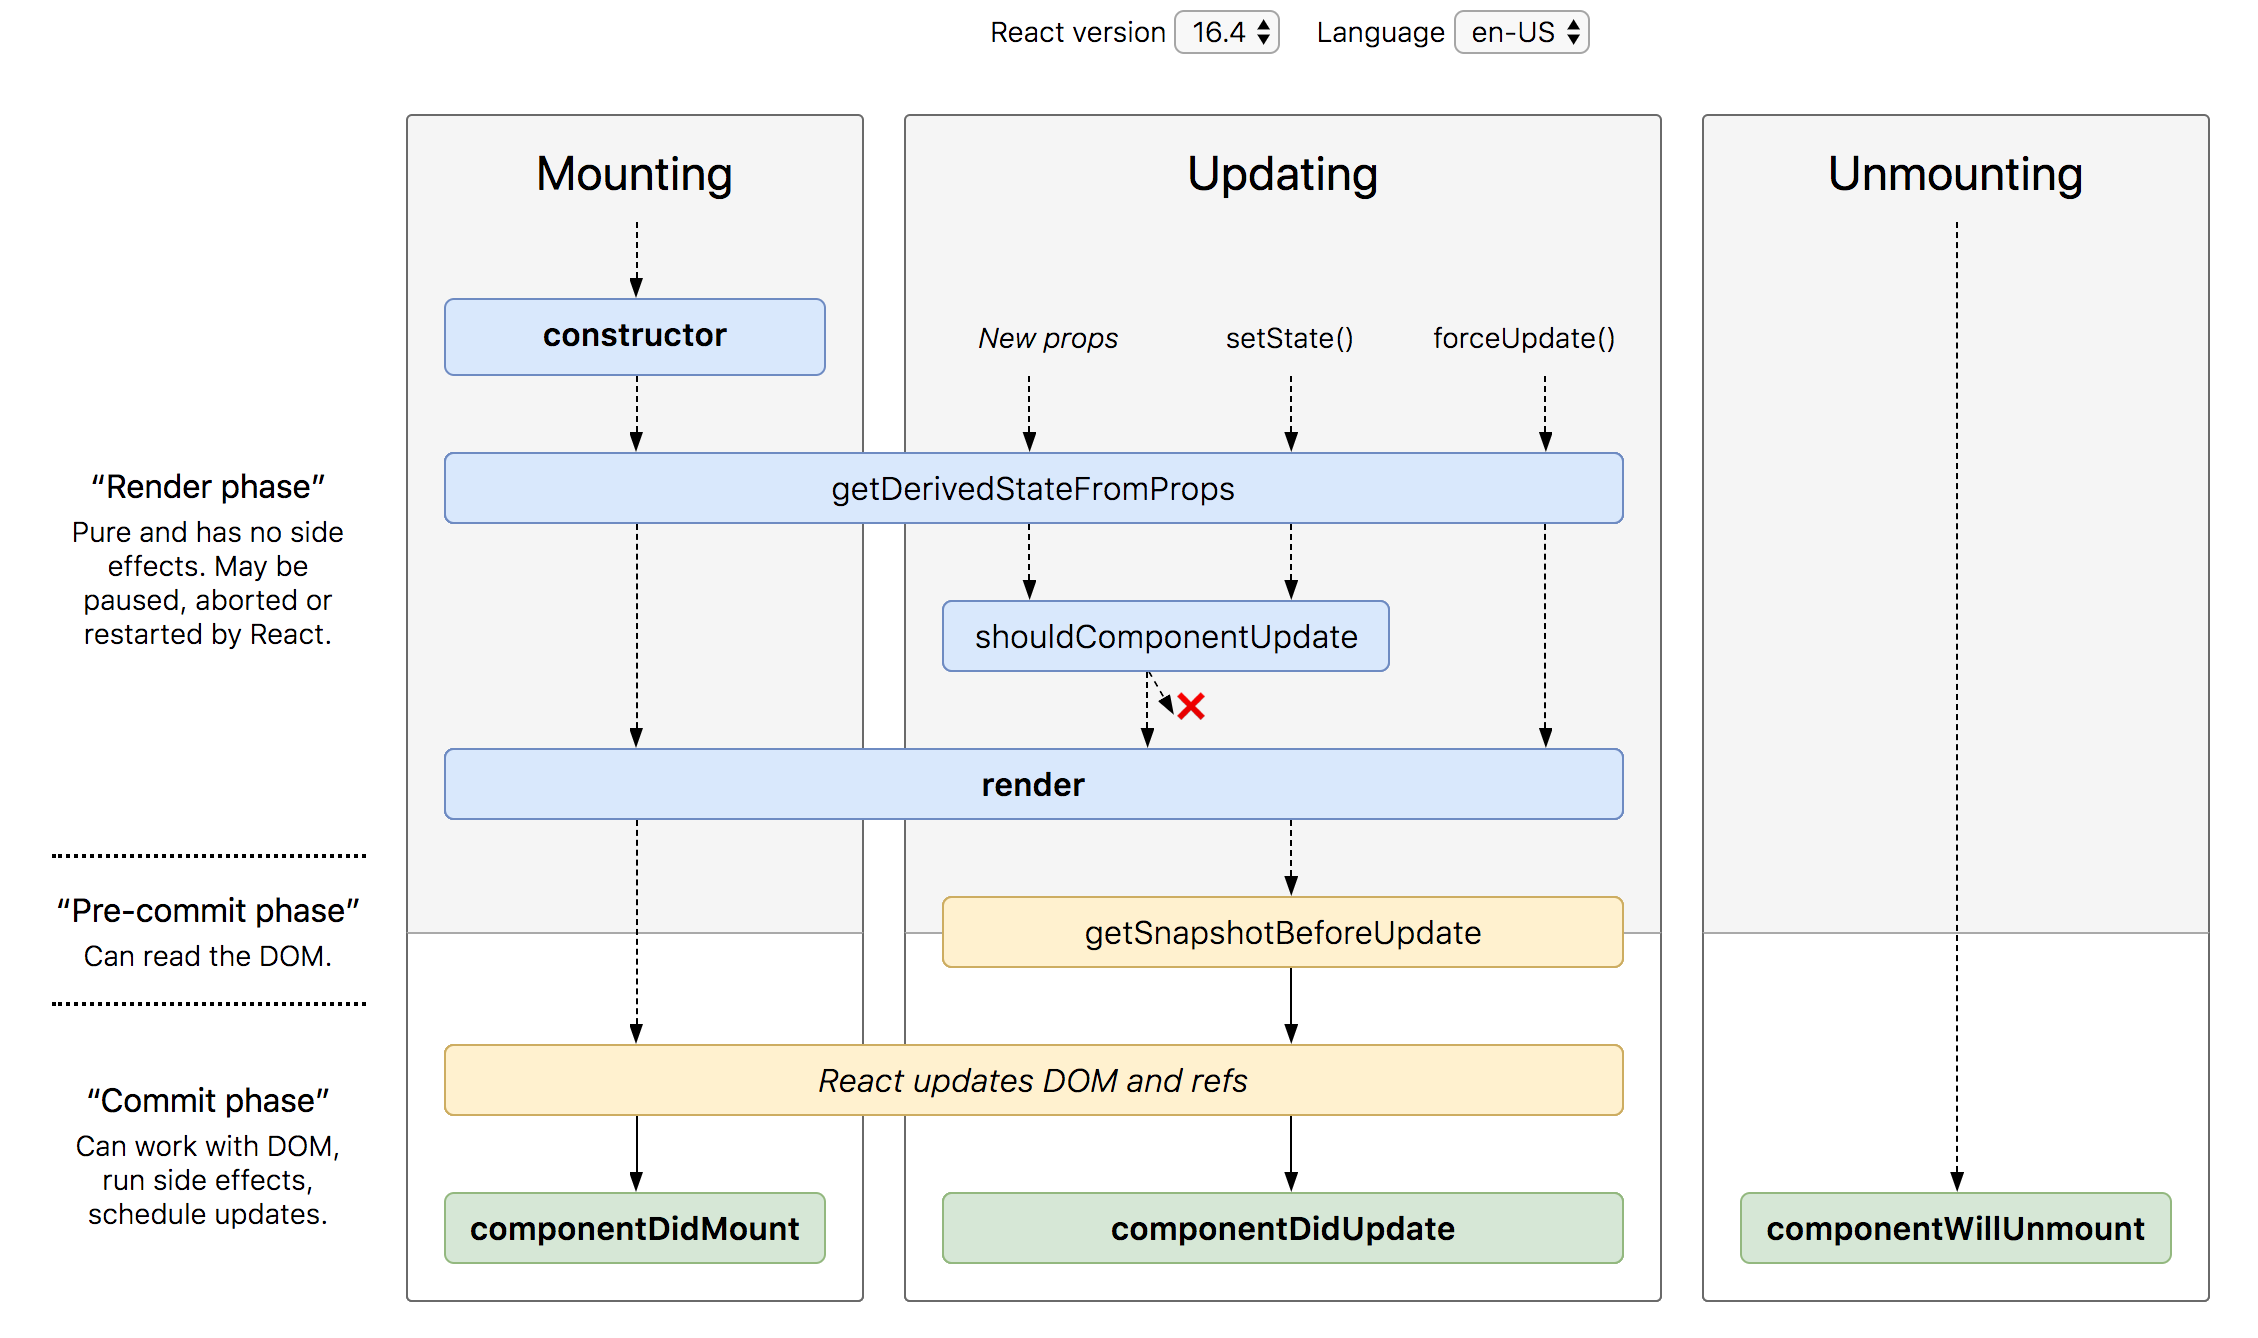 React version 16.4 Language en-US
Mounting
Updating
Unmounting
constructor
New props
setState()
forceUpdate()
“Render phase”
Pure and has no side
effects. May be
paused, aborted or
restarted by React.
getDerivedStateFromProps
shouldComponentUpdate
render
“Pre-commit phase”
Can read the DOM.
getSnapshotBeforeUpdate
“Commit phase”
Can work with DOM,
run side effects,
schedule updates.
React updates DOM and refs
componentDidMount
componentDidUpdate
componentWillUnmount